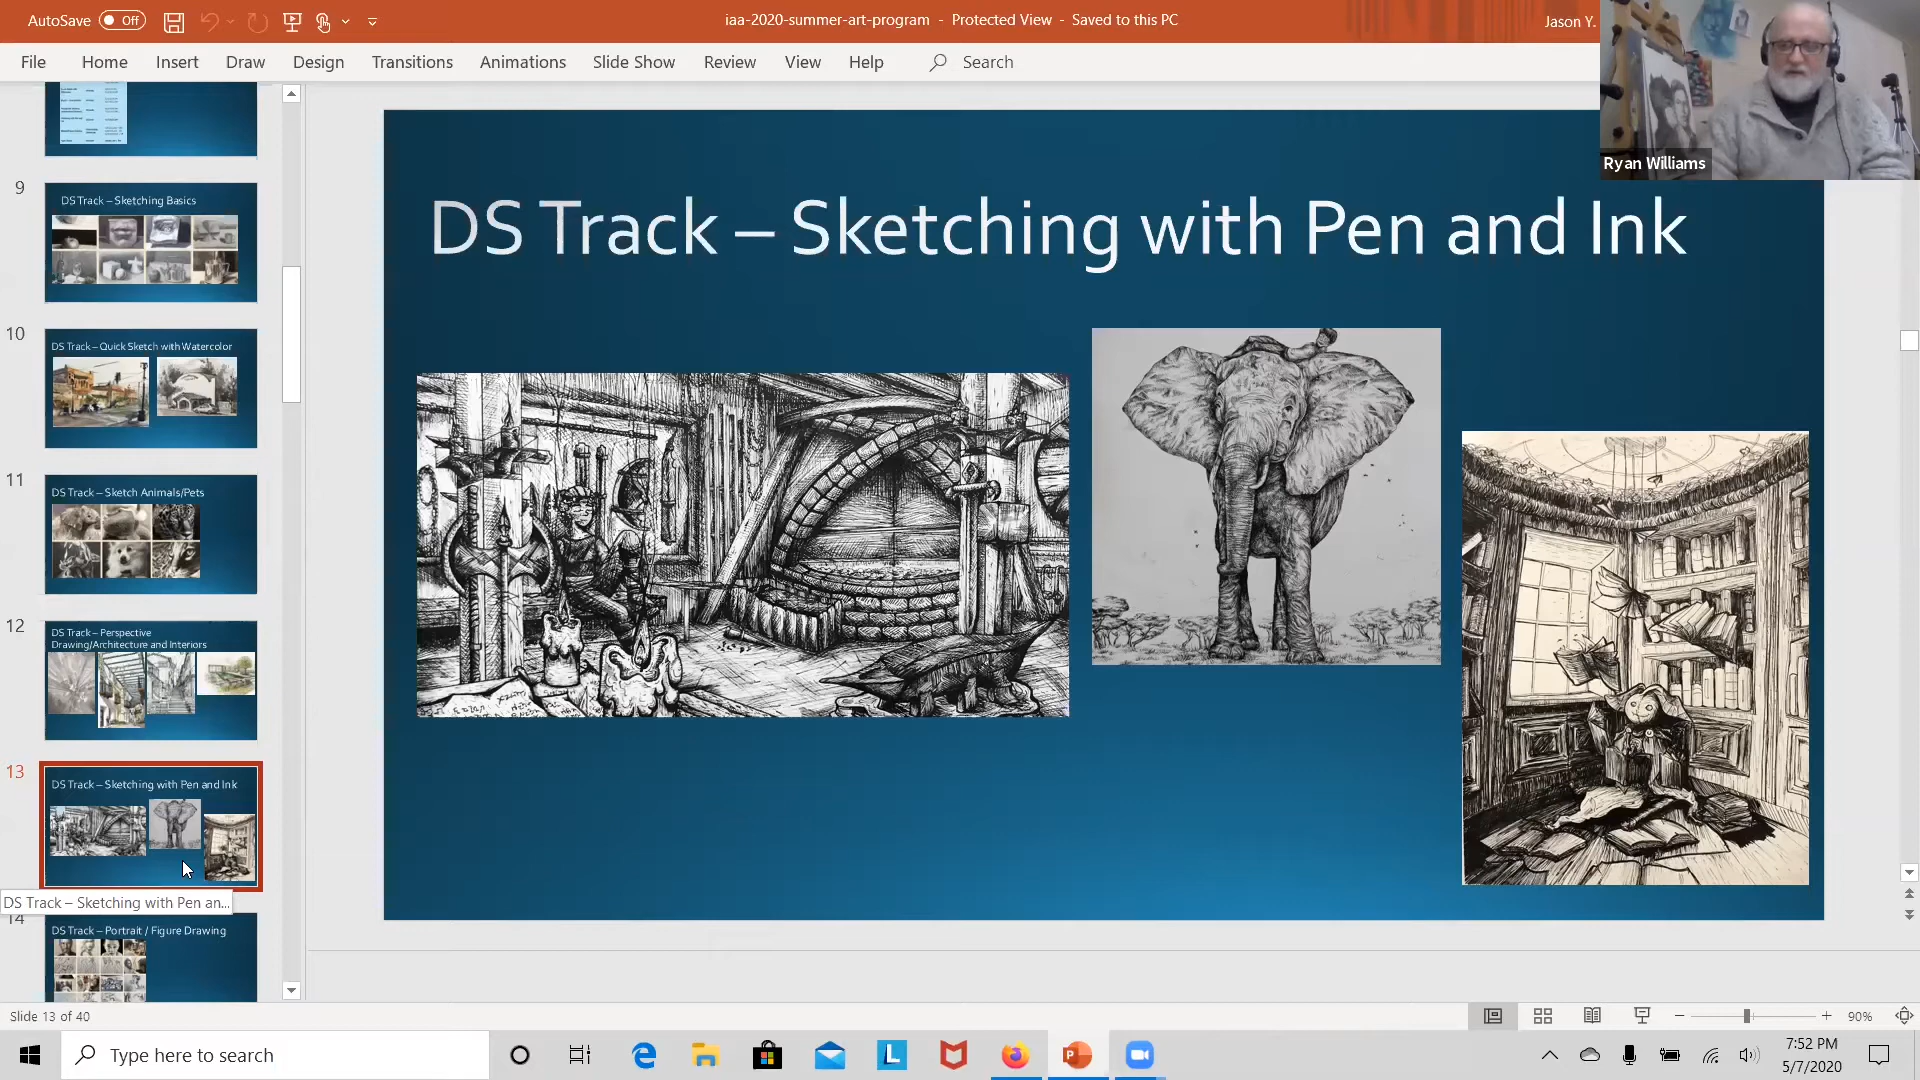 AutoSave Off
iaa-2020-summer-art-program - Protected View - Saved to this PC
Jason Y.
File Home Insert Draw Design Transitions Animations Slide Show Review View Help Search
Ryan Williams
9
DS Track – Sketching Basics
10
DS Track – Quick Sketch with Watercolor
11
DS Track – Sketch Animals/Pets
12
DS Track – Perspective
Drawing/Architecture and Interiors
13
DS Track – Sketching with Pen and Ink
DS Track – Sketching with Pen an...
14
DS Track – Portrait / Figure Drawing
DS Track – Sketching with Pen and Ink
Slide 13 of 40
90%
Type here to search
7:52 PM
5/7/2020